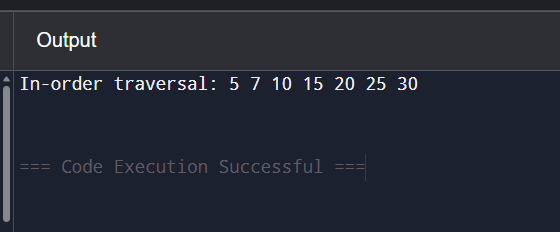 Output
In-order traversal: 5 7 10 15 20 25 30
=== Code Execution Successful ===